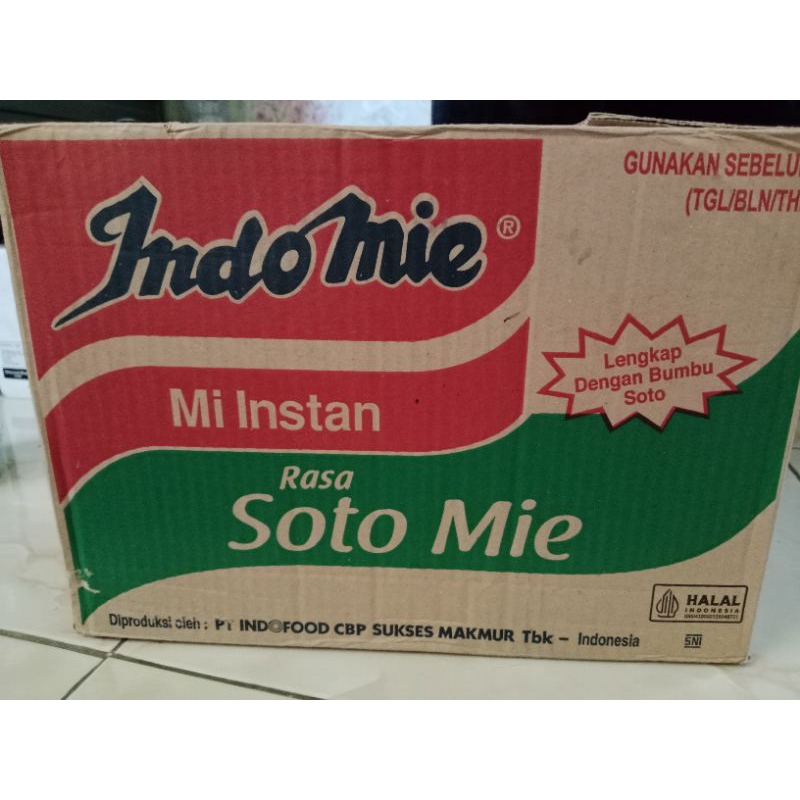 Indomie®
GUNAKAN SEBELU
(TGL/BLN/TH
Lengkap
Dengan Bumbu
Soto
Mi Instan
Rasa
Soto Mie
HALAL
INDONESIA
Diproduksi oleh : PT INDOFOOD CBP SUKSES MAKMUR Tbk – Indonesia
SNI